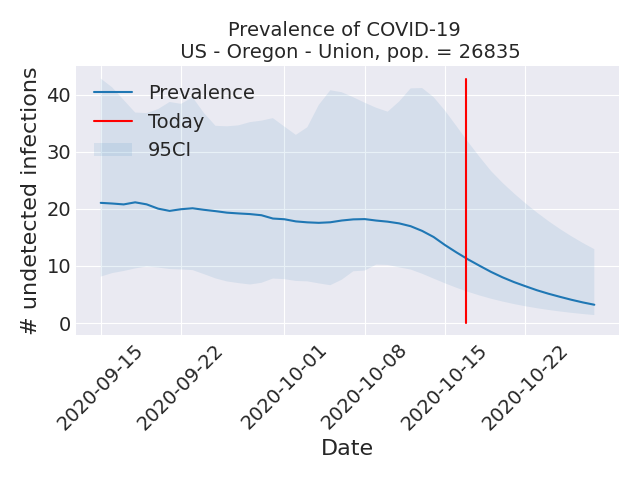 Prevalence of COVID-19
US - Oregon - Union, pop. = 26835
# undetected infections
40
30
20
10
0
Prevalence
Today
95CI
2020-09-15
2020-09-22
2020-10-01
2020-10-08
2020-10-15
2020-10-22
Date